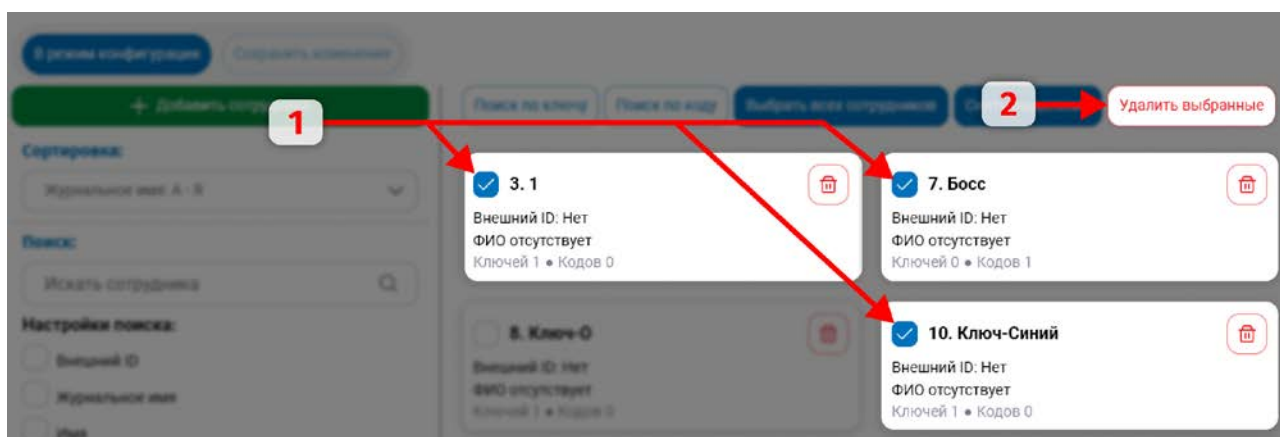 В режим конфигурации
Сохранить изменения
+ Добавить
1
Поиск по ключу
Поиск по коду
Выбрать всех сотрудников
2
Удалить выбранные
Сортировка:
Журнальное имя: А - Я
Поиск:
Искать сотрудника
Настройки поиска:
Внешний ID
Журнальное имя
Имя
3. 1
Внешний ID: Нет
ФИО отсутствует
Ключей 1 ● Кодов 0
7. Босс
Внешний ID: Нет
ФИО отсутствует
Ключей 0 ● Кодов 1
8. Ключ-О
Внешний ID: Нет
ФИО отсутствует
Ключей 1 ● Кодов 0
10. Ключ-Синий
Внешний ID: Нет
ФИО отсутствует
Ключей 1 ● Кодов 0